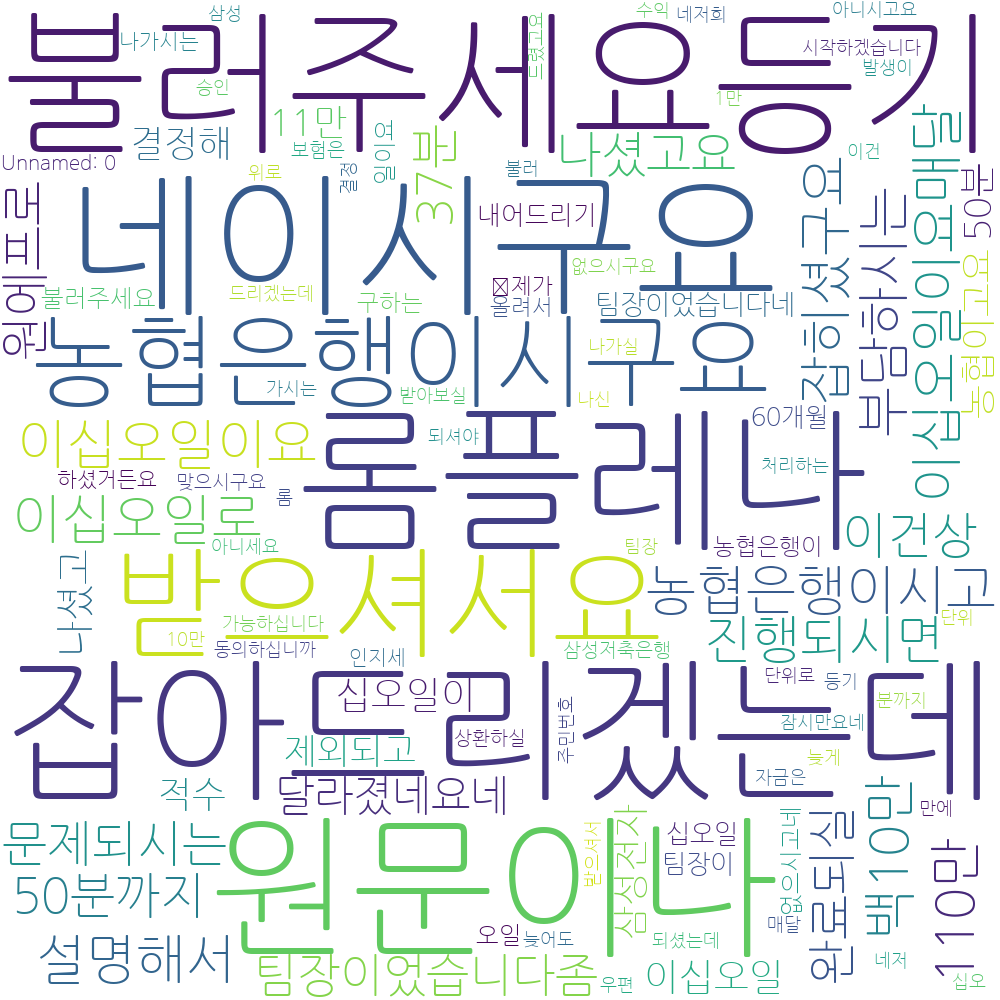 삼성
수익
네저희
아니시고요
불러주세요등기
나가시는
드렸고요
시작하겠습니다
발생이
승인
1만
11만
37분
결정해
보험은
일이요
나셨고요
이건
Unnamed: 0
위로
결정
불러
원에프로
네이시구요
내어드리기
잡히셨구요
부담하시는
이십오일이요매달
50분
없으시구요
제가
불러주세요
드리겠는데
구하는
올려서
팀장이었습니다네
농협이고요
농협은행이시구요
나가실
가시는
받아보실
나신
60개월
이십오일이요
되셔야
롬플레나
처리하는
하셨거든요
맞으시구요
롬
이십오일로
아니세요
팀장
농협은행이
이건상
나셨고
받으셔서요
농협은행이시고
10만
가능하십니다
동의하십니까
인지세
삼성저축은행
진행되시면
단위
잡아드리겠는데
십오일이
주민번호
단위로
등기
분까지
제외되고
상환하실
잠시만요네
적수
달라졌네요네
자금은
늦게
문제되시는
원문이나
받으셔서
삼성전자
십오일
없으시고네
완료되실
백10만
만에
110만
50분까지
팀장이
매달
설명해서
오일
늦어도
되셨는데
네저
팀장이었습니다좀
우편
이십오일
십오